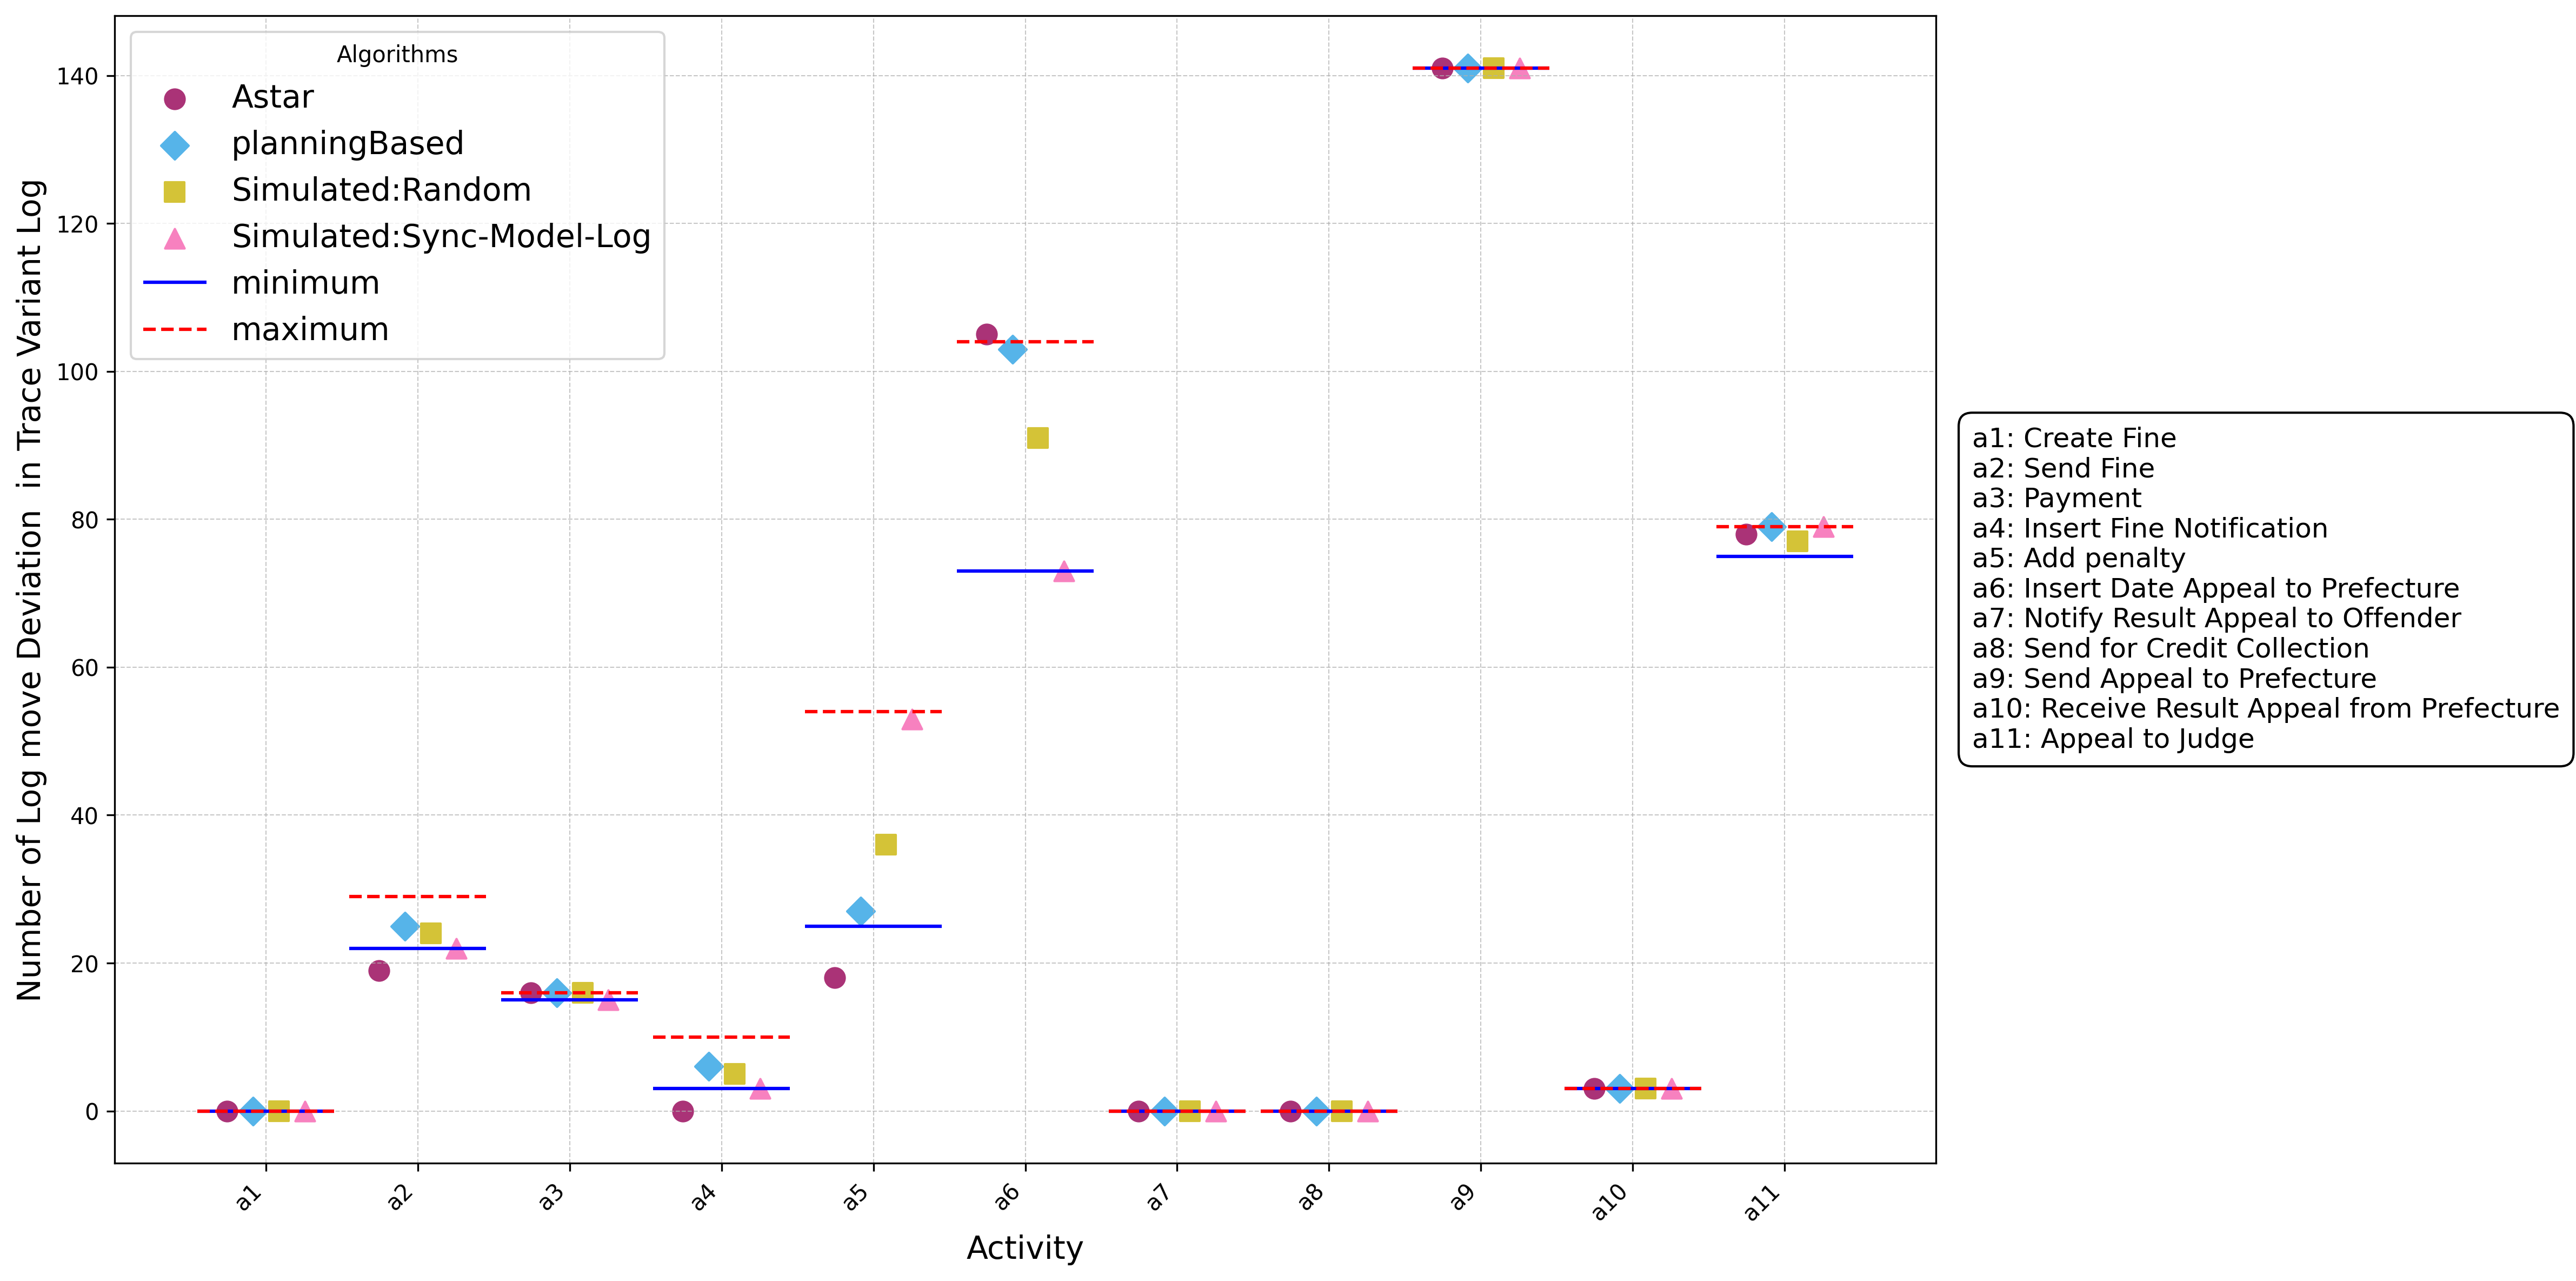 Number of Log move Deviation  in Trace Variant Log
140
120
100
80
60
40
20
0
Algorithms
Astar
planningBased
Simulated:Random
Simulated:Sync-Model-Log
minimum
maximum
a1
a2
a3
a4
a5
a6
a7
a8
a9
a10
a11
Activity
a1: Create Fine
a2: Send Fine
a3: Payment
a4: Insert Fine Notification
a5: Add penalty
a6: Insert Date Appeal to Prefecture
a7: Notify Result Appeal to Offender
a8: Send for Credit Collection
a9: Send Appeal to Prefecture
a10: Receive Result Appeal from Prefecture
a11: Appeal to Judge